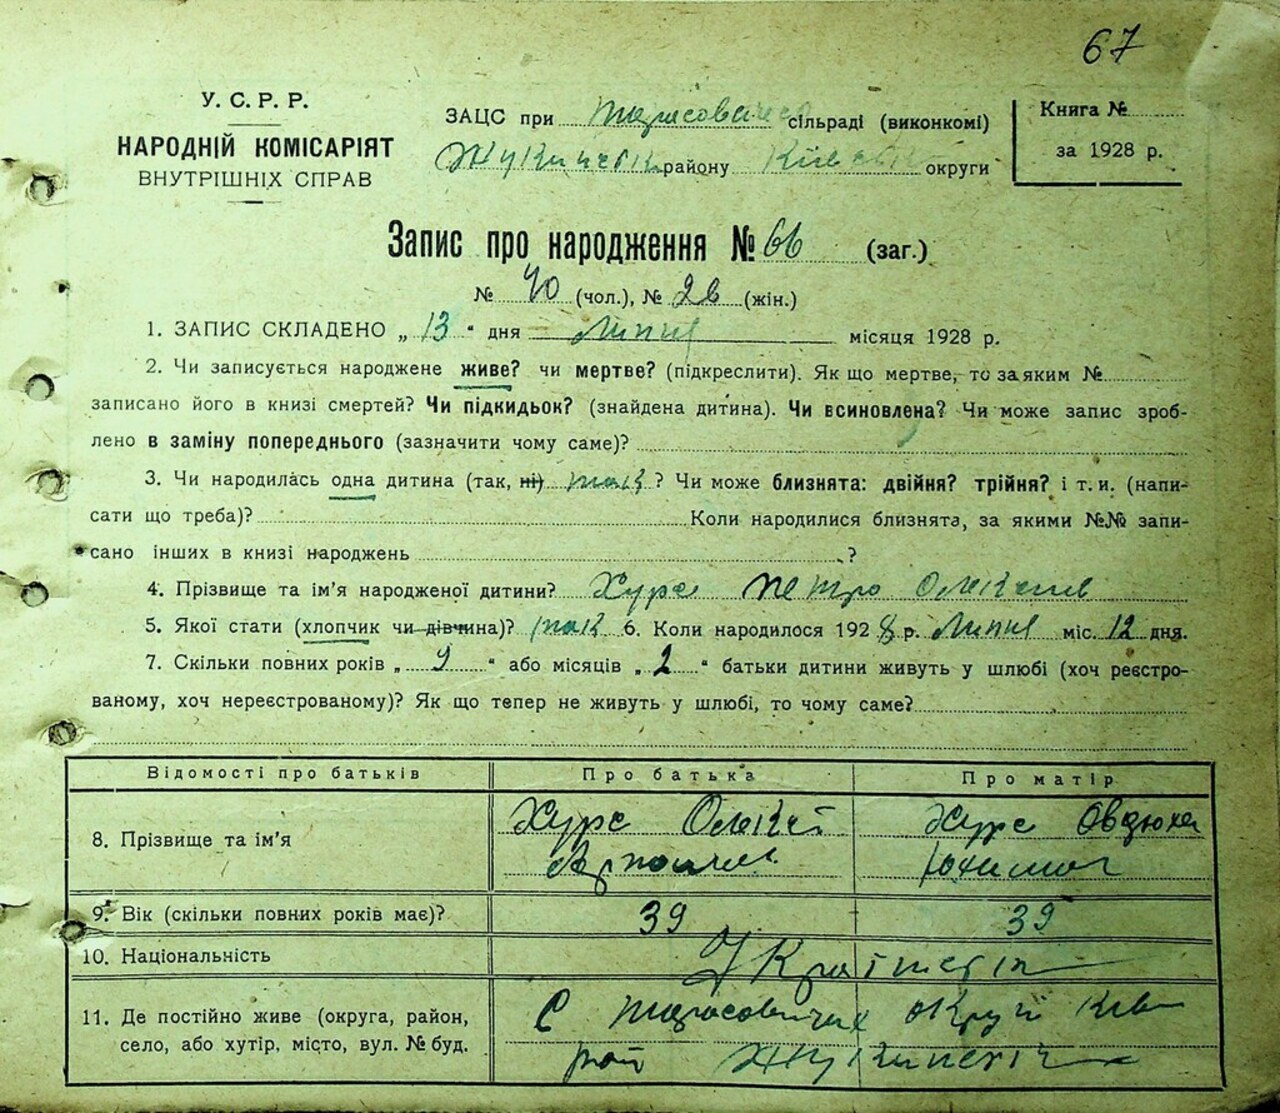 67
У. С. Р. Р.
НАРОДНІЙ КОМІСАРІЯТ
ВНУТРІШНІХ СПРАВ
ЗАЦС при сільраді (виконкомі)
району округи
Книга №
за 1928 р.
Запис про народження № 66 (заг.)
№ 40 (чол.), № 26 (жін.)
1. ЗАПИС СКЛАДЕНО „ 13 “ дня Липня місяця 1928 р.
2. Чи записується народжене живе? чи мертве? (підкреслити). Як що мертве, то за яким №
записано його в книзі смертей? Чи підкидьок? (знайдена дитина). Чи всиновлена? Чи може запис зроб-
лено в заміну попереднього (зазначити чому саме)?
3. Чи народилась одна дитина (так, ні) так ? Чи може близнята: двійня? трійня? і т. и. (напи-
сати що треба)? Коли народилися близнята, за якими №№ запи-
сано інших в книзі народжень ?
4. Прізвище та ім'я народженої дитини? Хурс Петро
5. Якої стати (хлопчик чи дівчина)? так 6. Коли народилося 1928 р. Липня міс. 12 дня.
7. Скільки повних років „ 9 “ або місяців „ 2 “ батьки дитини живуть у шлюбі (хоч реєстро-
ваному, хоч нереєстрованому)? Як що тепер не живуть у шлюбі, то чому саме?
Відомості про батьків Про батька Про матір
8. Прізвище та ім'я Хурс Хурс
9. Вік (скільки повних років має)? 39 39
10. Національність
11. Де постійно живе (округа, район,
село, або хутір, місто, вул. № буд.
С округи
рай